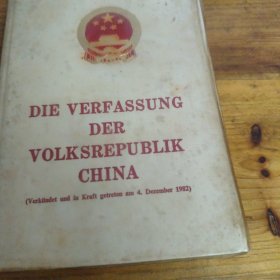 DIE VERFASSUNG
DER
VOLKSREPUBLIK
CHINA
(Verkündet und in Kraft getreten am 4. Dezember 1982)